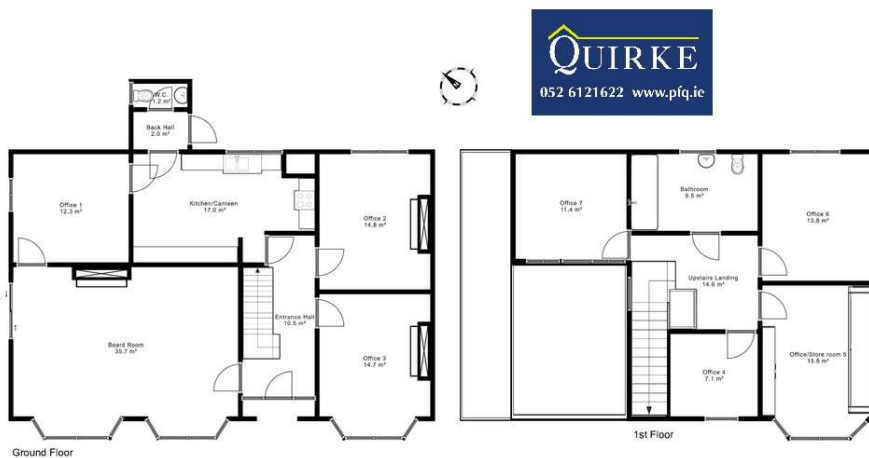 QUIRKE
052 6121622 www.pfq.ie
W.C.
1.2 m²
Back Hall
2.0 m²
Office 1
12.3 m²
Kitchen/Canteen
17.0 m²
Office 2
14.8 m²
Board Room
35.7 m²
Entrance Hall
10.5 m²
Office 3
14.7 m²
Ground Floor
Office 7
11.4 m²
Bathroom
9.5 m²
Office 6
13.8 m²
Upstairs Landing
14.6 m²
Office 4
7.1 m²
Office/Store room 5
15.8 m²
1st Floor